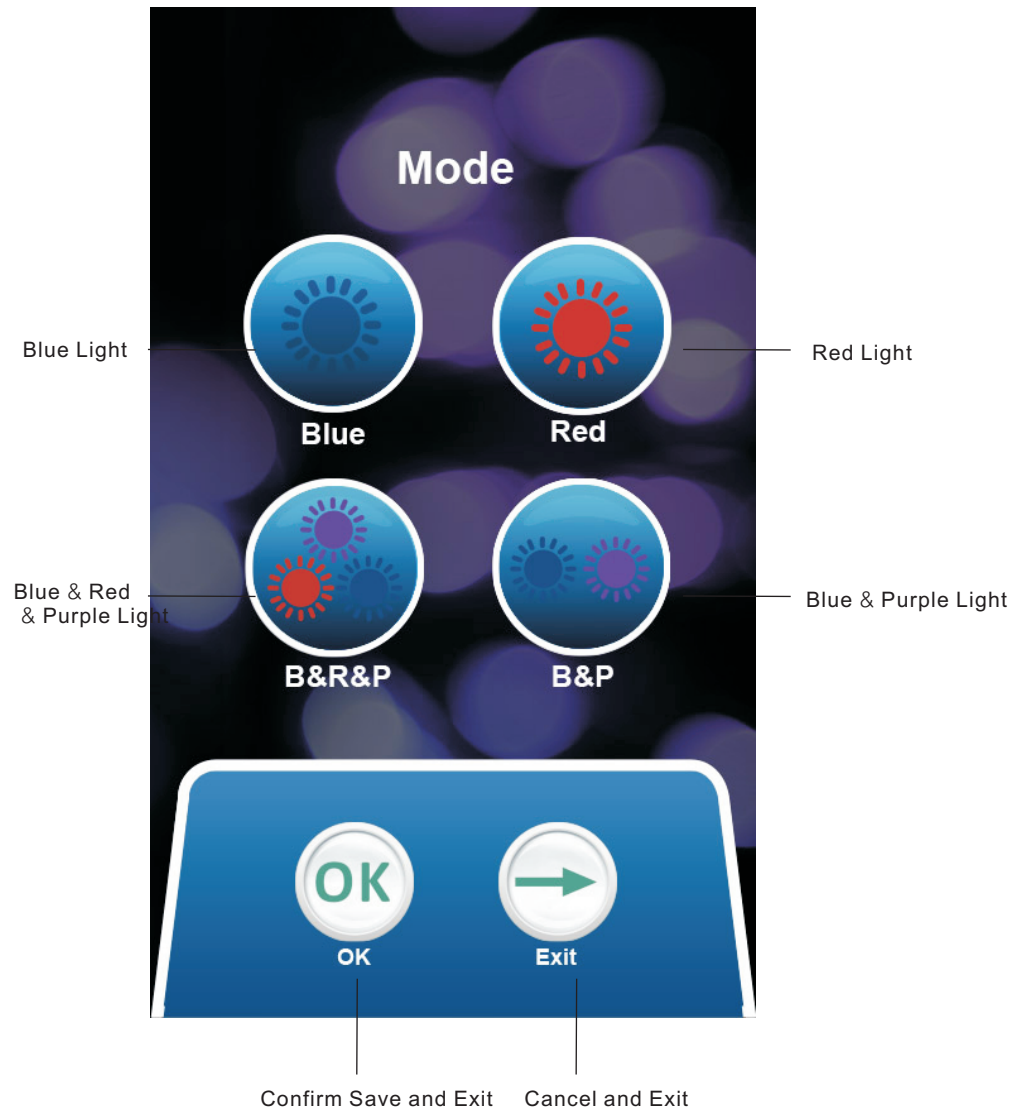 Mode
Blue Light
Red Light
Blue
Red
Blue & Red
& Purple Light
Blue & Purple Light
B&R&P
B&P
OK
OK
Exit
Confirm Save and Exit
Cancel and Exit